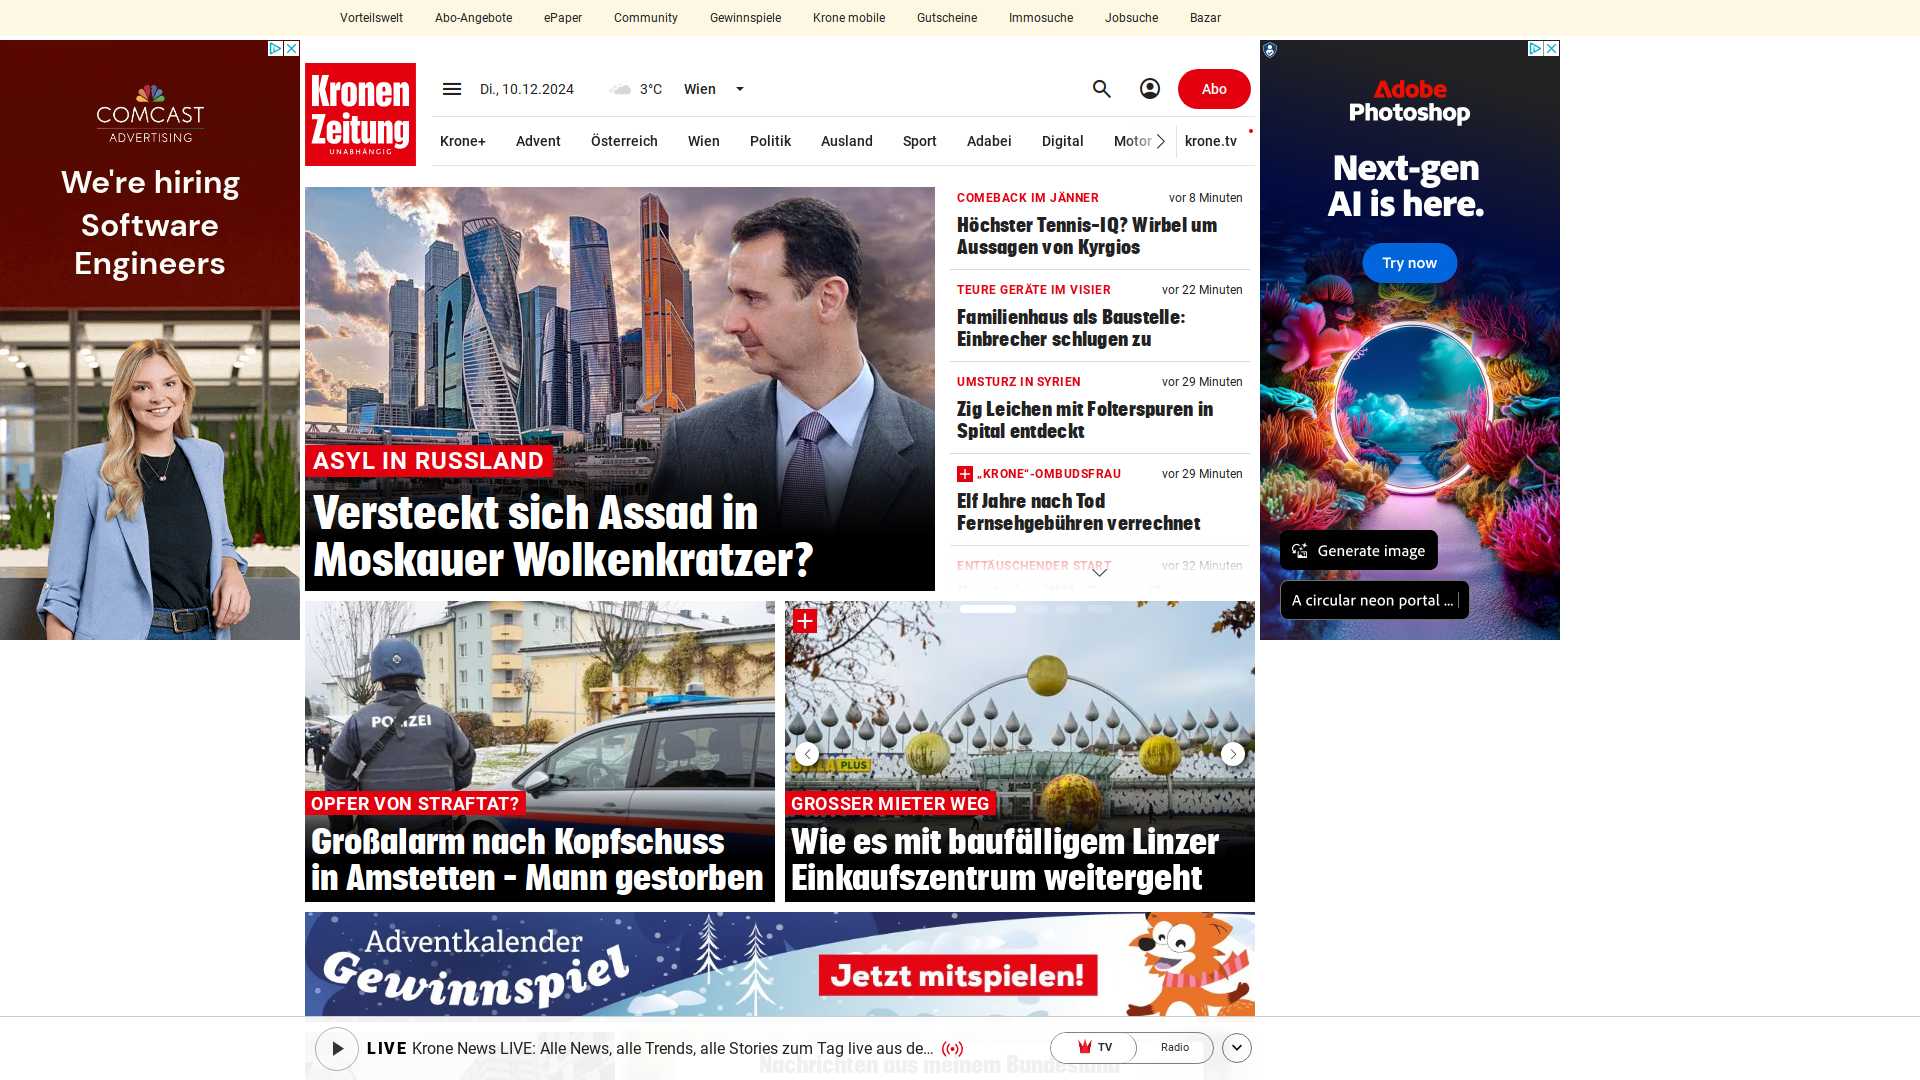 Vorteilswelt
Abo-Angebote
ePaper
Community
Gewinnspiele
Krone mobile
Gutscheine
Immosuche
Jobsuche
Bazar
COMCAST
ADVERTISING
We're hiring
Software
Engineers
Kronen
Zeitung
UNABHÄNGIG
Di., 10.12.2024
3°C
Wien
Abo
Krone+
Advent
Österreich
Wien
Politik
Ausland
Sport
Adabei
Digital
Motor
krone.tv
ASYL IN RUSSLAND
Versteckt sich Assad in
Moskauer Wolkenkratzer?
COMEBACK IM JÄNNER
vor 8 Minuten
Höchster Tennis-IQ? Wirbel um
Aussagen von Kyrgios
TEURE GERÄTE IM VISIER
vor 22 Minuten
Familienhaus als Baustelle:
Einbrecher schlugen zu
UMSTURZ IN SYRIEN
vor 29 Minuten
Zig Leichen mit Folterspuren in
Spital entdeckt
„KRONE“-OMBUDSFRAU
vor 29 Minuten
Elf Jahre nach Tod
Fernsehgebühren verrechnet
ENTTÄUSCHENDER START
vor 32 Minuten
Adobe
Photoshop
Next-gen
AI is here.
Try now
Generate image
A circular neon portal ...
POLIZEI
OPFER VON STRAFTAT?
Großalarm nach Kopfschuss
in Amstetten - Mann gestorben
PLUS
GROSSER MIETER WEG
Wie es mit baufälligem Linzer
Einkaufszentrum weitergeht
Adventkalender
Gewinnspiel
Jetzt mitspielen!
LIVE Krone News LIVE: Alle News, alle Trends, alle Stories zum Tag live aus de...
TV
Radio
Nachrichten aus meinem Bundesland